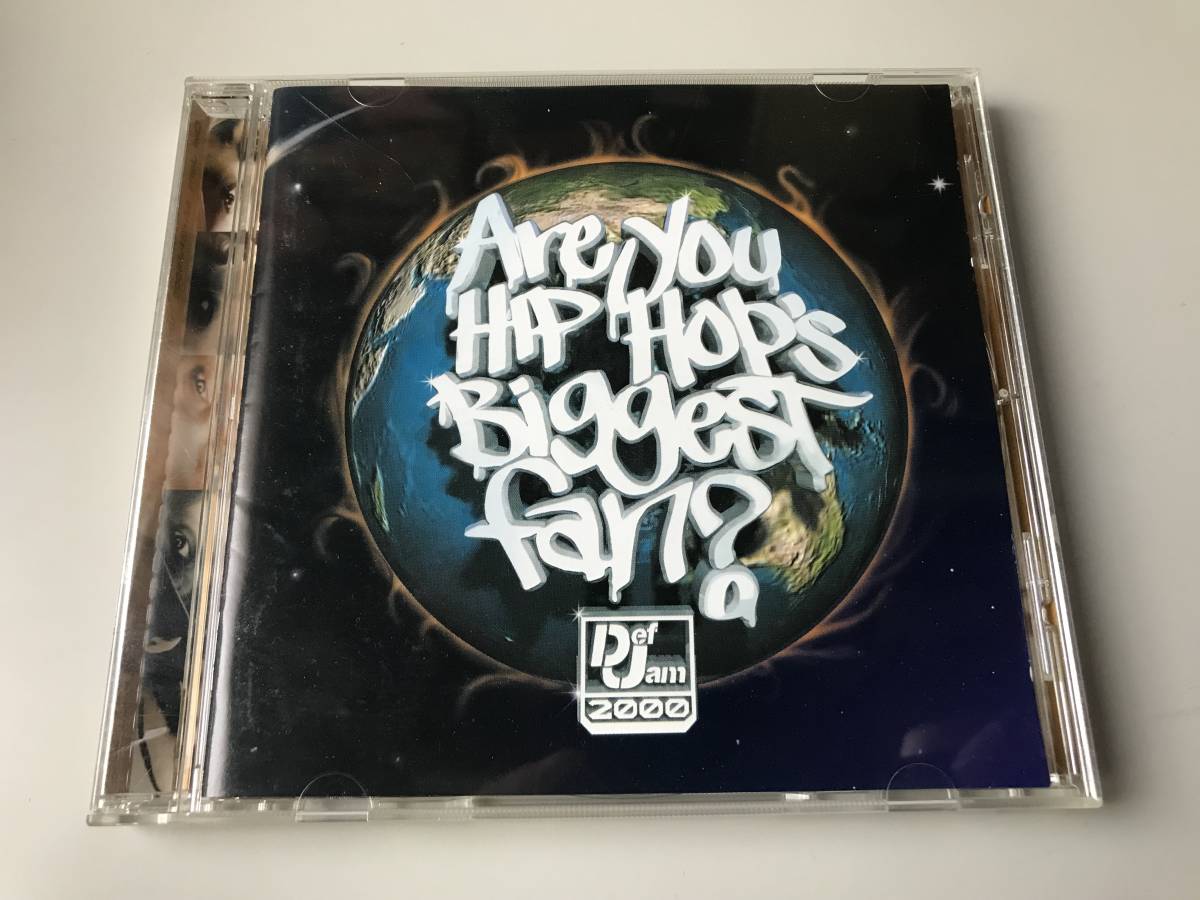 Are You
Hip Hop's
Biggest
fan?
Def
Jam
2000